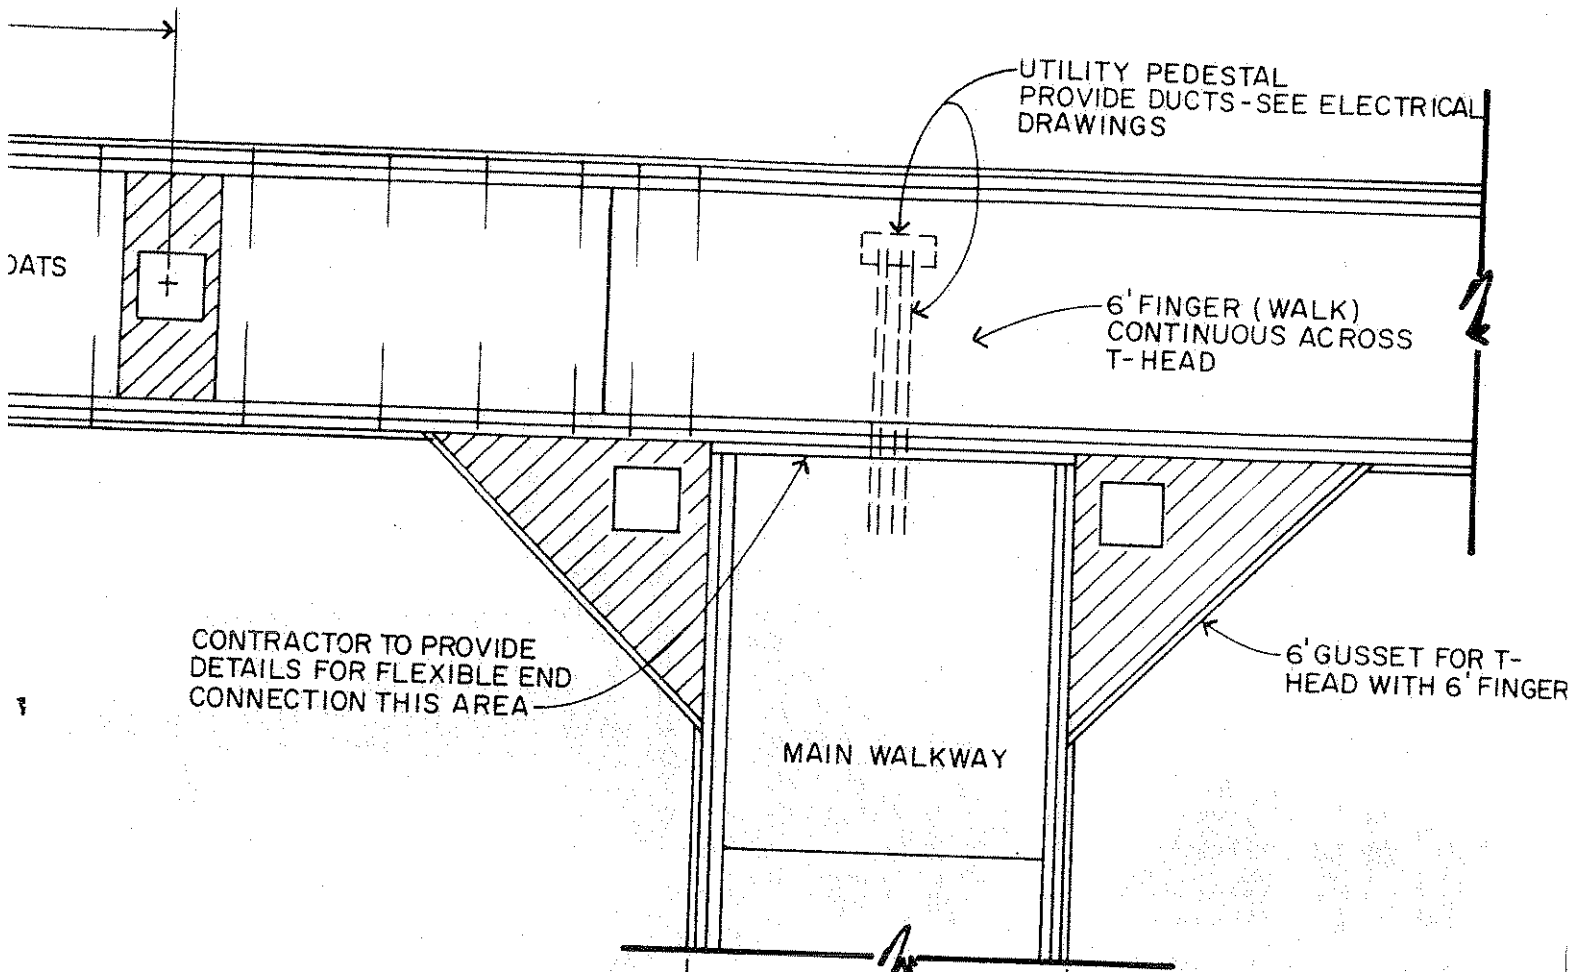 UTILITY PEDESTAL
PROVIDE DUCTS-SEE ELECTRICAL
DRAWINGS
OATS
6' FINGER (WALK)
CONTINUOUS ACROSS
T-HEAD
CONTRACTOR TO PROVIDE
DETAILS FOR FLEXIBLE END
CONNECTION THIS AREA
6' GUSSET FOR T-
HEAD WITH 6' FINGER
MAIN WALKWAY